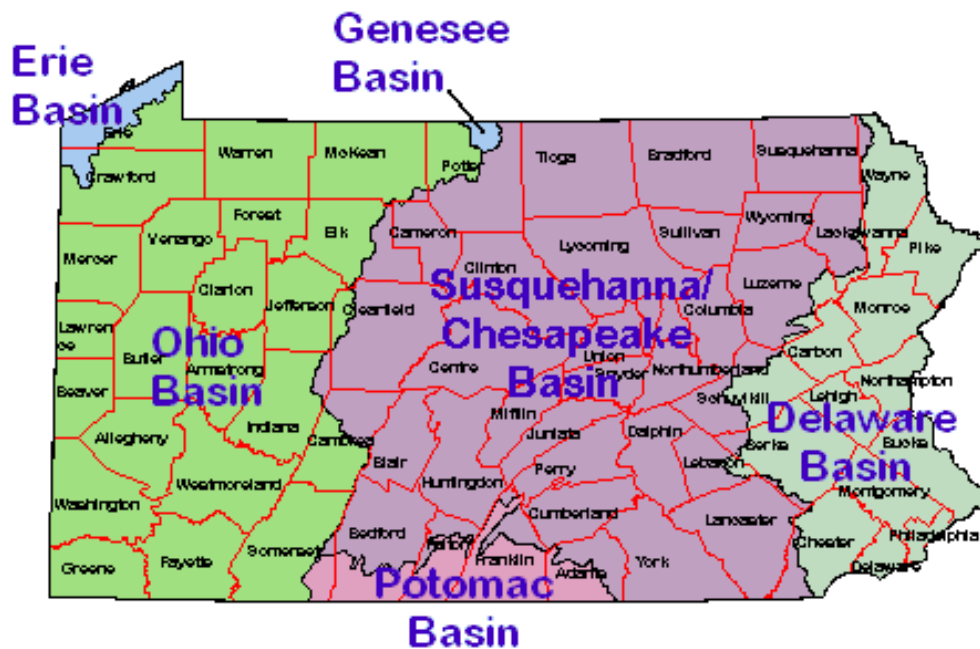 Genesee
Basin
Erie
Basin
Erie
Warren
McKean
Potter
Tioga
Bradford
Susquehanna
Crawford
Wayne
Forest
Elk
Cameron
Venango
Lycoming
Sullivan
Wyoming
Lackawanna
Pike
Mercer
Clinton
Clarion
Jefferson
Clearfield
Luzerne
Susquehanna/
Chesapeake
Basin
Columbia
Monroe
Lawren
ce
Butler
Ohio
Basin
Armstrong
Centre
Union
Snyder
Northumberland
Carbon
Beaver
Northampton
Schuylkill
Lehigh
Allegheny
Indiana
Cambria
Mifflin
Juniata
Dalphin
Delaware
Basin
Berks
Bucks
Blair
Perry
Lebanon
Westmoreland
Huntingdon
Montgomery
Washington
Cumberland
Lancaster
Philadelphia
Bedford
Fulton
Franklin
Adams
York
Chester
Delaware
Greene
Fayette
Somerset
Potomac
Basin